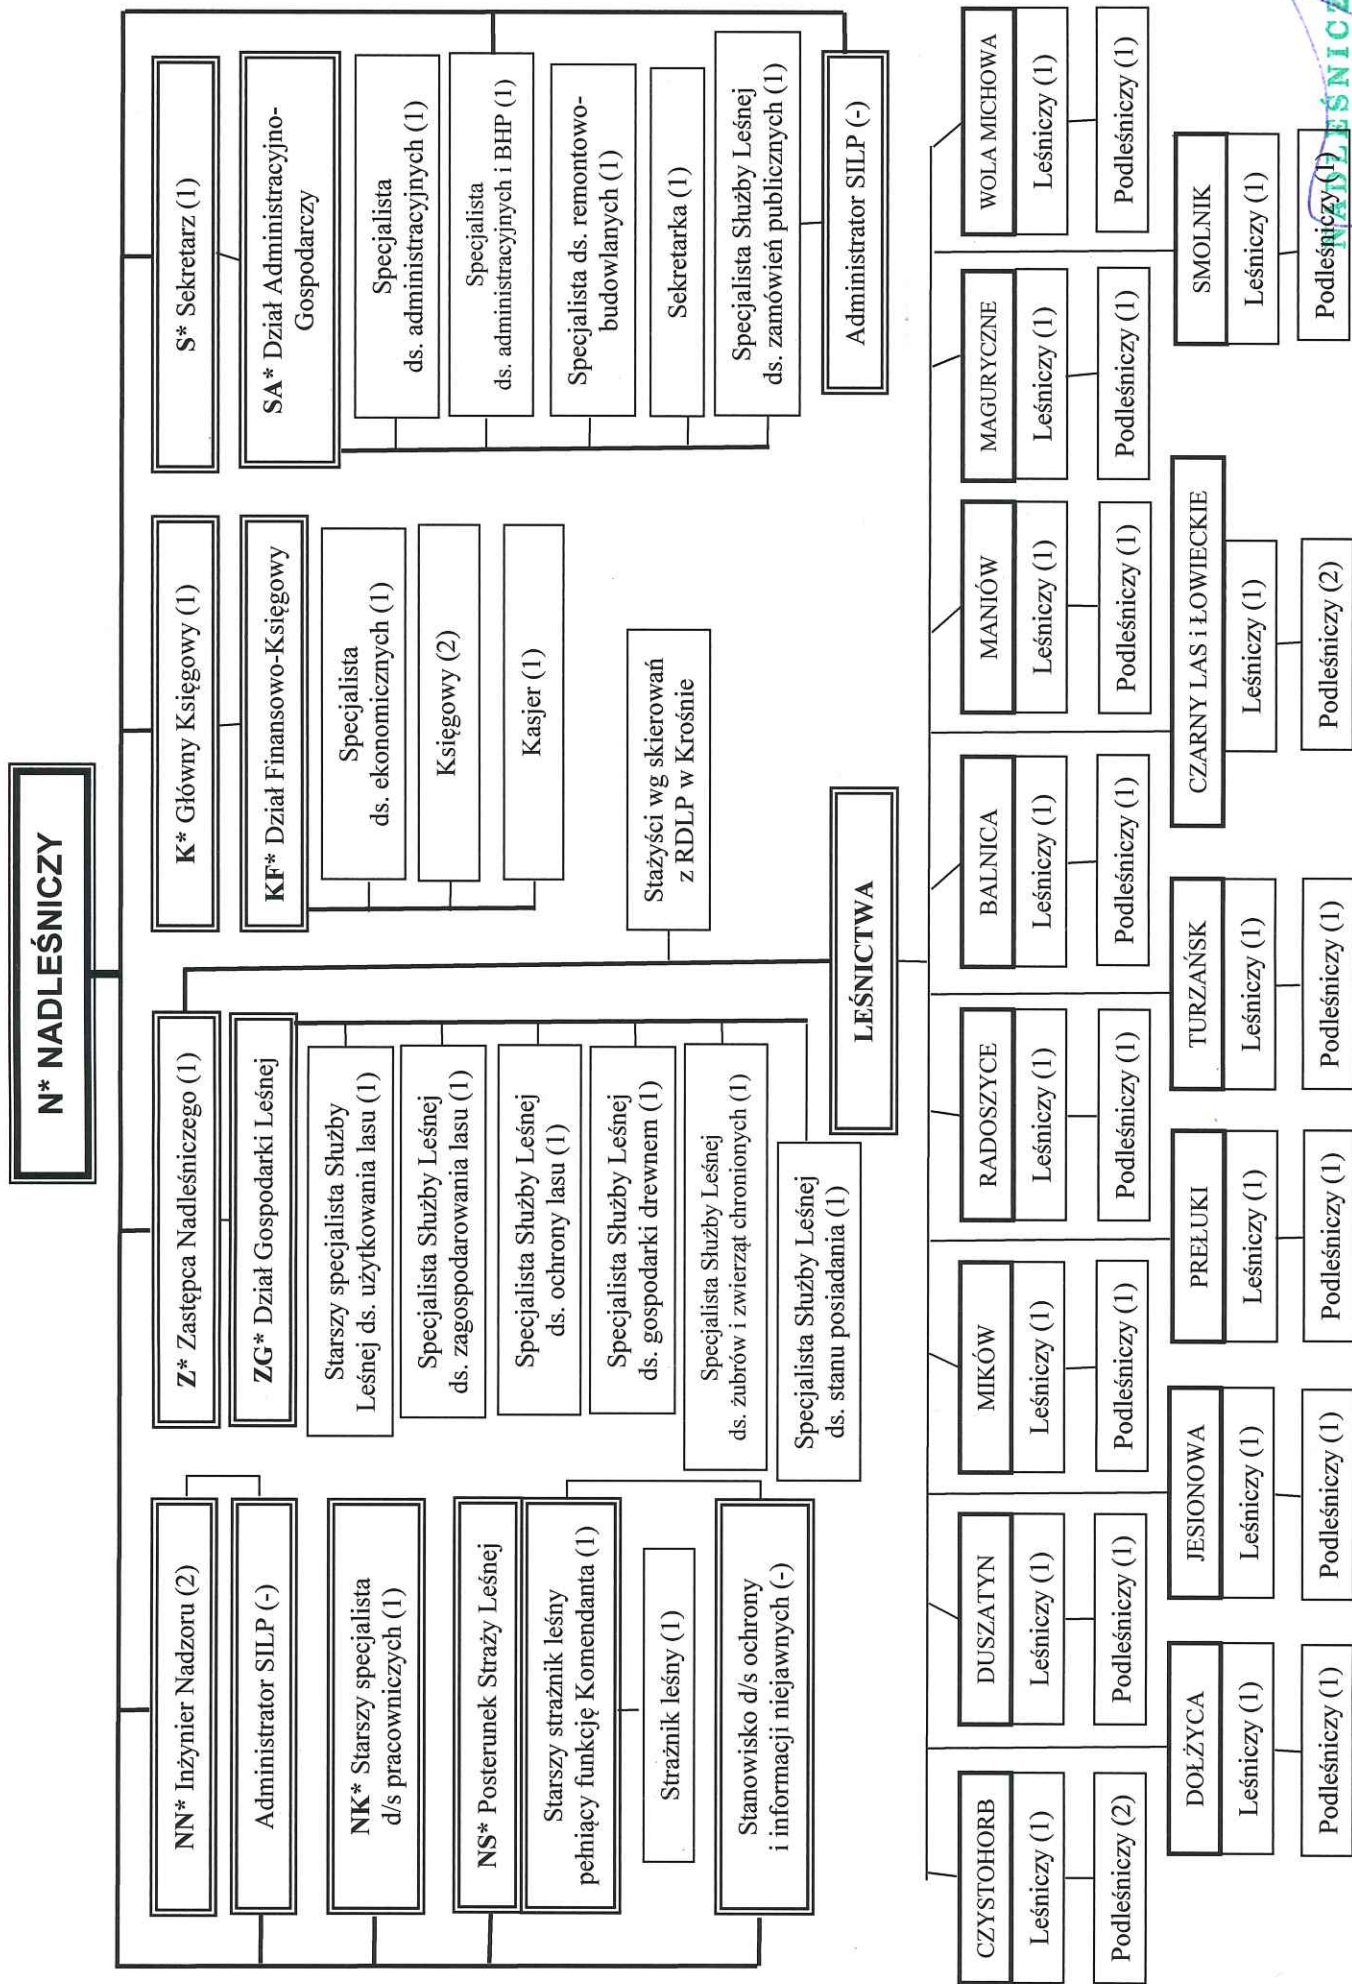 N* NADLEŚNICZY
NN* Inżynier Nadzoru (2)
Administrator SILP (-)
NK* Starszy specjalista
d/s pracowniczych (1)
NS* Posterunek Straży Leśnej
Starszy strażnik leśny
pełniący funkcję Komendanta (1)
Strażnik leśny (1)
Stanowisko d/s ochrony
i informacji niejawnych (-)
Z* Zastępca Nadleśniczego (1)
ZG* Dział Gospodarki Leśnej
Starszy specjalista Służby
Leśnej ds. użytkowania lasu (1)
Specjalista Służby Leśnej
ds. zagospodarowania lasu (1)
Specjalista Służby Leśnej
ds. ochrony lasu (1)
Specjalista Służby Leśnej
ds. gospodarki drewnem (1)
Specjalista Służby Leśnej
ds. żubrów i zwierząt chronionych (1)
Specjalista Służby Leśnej
ds. stanu posiadania (1)
K* Główny Księgowy (1)
KF* Dział Finansowo-Księgowy
Specjalista
ds. ekonomicznych (1)
Księgowy (2)
Kasjer (1)
Stażyści wg skierowań
z RDLP w Krośnie
S* Sekretarz (1)
SA* Dział Administracyjno-
Gospodarczy
Specjalista
ds. administracyjnych (1)
Specjalista
ds. administracyjnych i BHP (1)
Specjalista ds. remontowo-
budowlanych (1)
Sekretarka (1)
Specjalista Służby Leśnej
ds. zamówień publicznych (1)
Administrator SILP (-)
LEŚNICTWA
CZYSTOHORB
Leśniczy (1)
Podleśniczy (2)
DUSZATYN
Leśniczy (1)
Podleśniczy (1)
MIKÓW
Leśniczy (1)
Podleśniczy (1)
RADOSZYCE
Leśniczy (1)
Podleśniczy (1)
BALNICA
Leśniczy (1)
Podleśniczy (1)
MANIÓW
Leśniczy (1)
Podleśniczy (1)
MAGURYCZNE
Leśniczy (1)
Podleśniczy (1)
WOLA MICHOWA
Leśniczy (1)
Podleśniczy (1)
DOŁŻYCA
Leśniczy (1)
Podleśniczy (1)
JESIONOWA
Leśniczy (1)
Podleśniczy (1)
PREŁUKI
Leśniczy (1)
Podleśniczy (1)
TURZAŃSK
Leśniczy (1)
Podleśniczy (1)
CZARNY LAS i ŁOWIECKIE
Leśniczy (1)
Podleśniczy (2)
SMOLNIK
Leśniczy (1)
Podleśniczy (1)